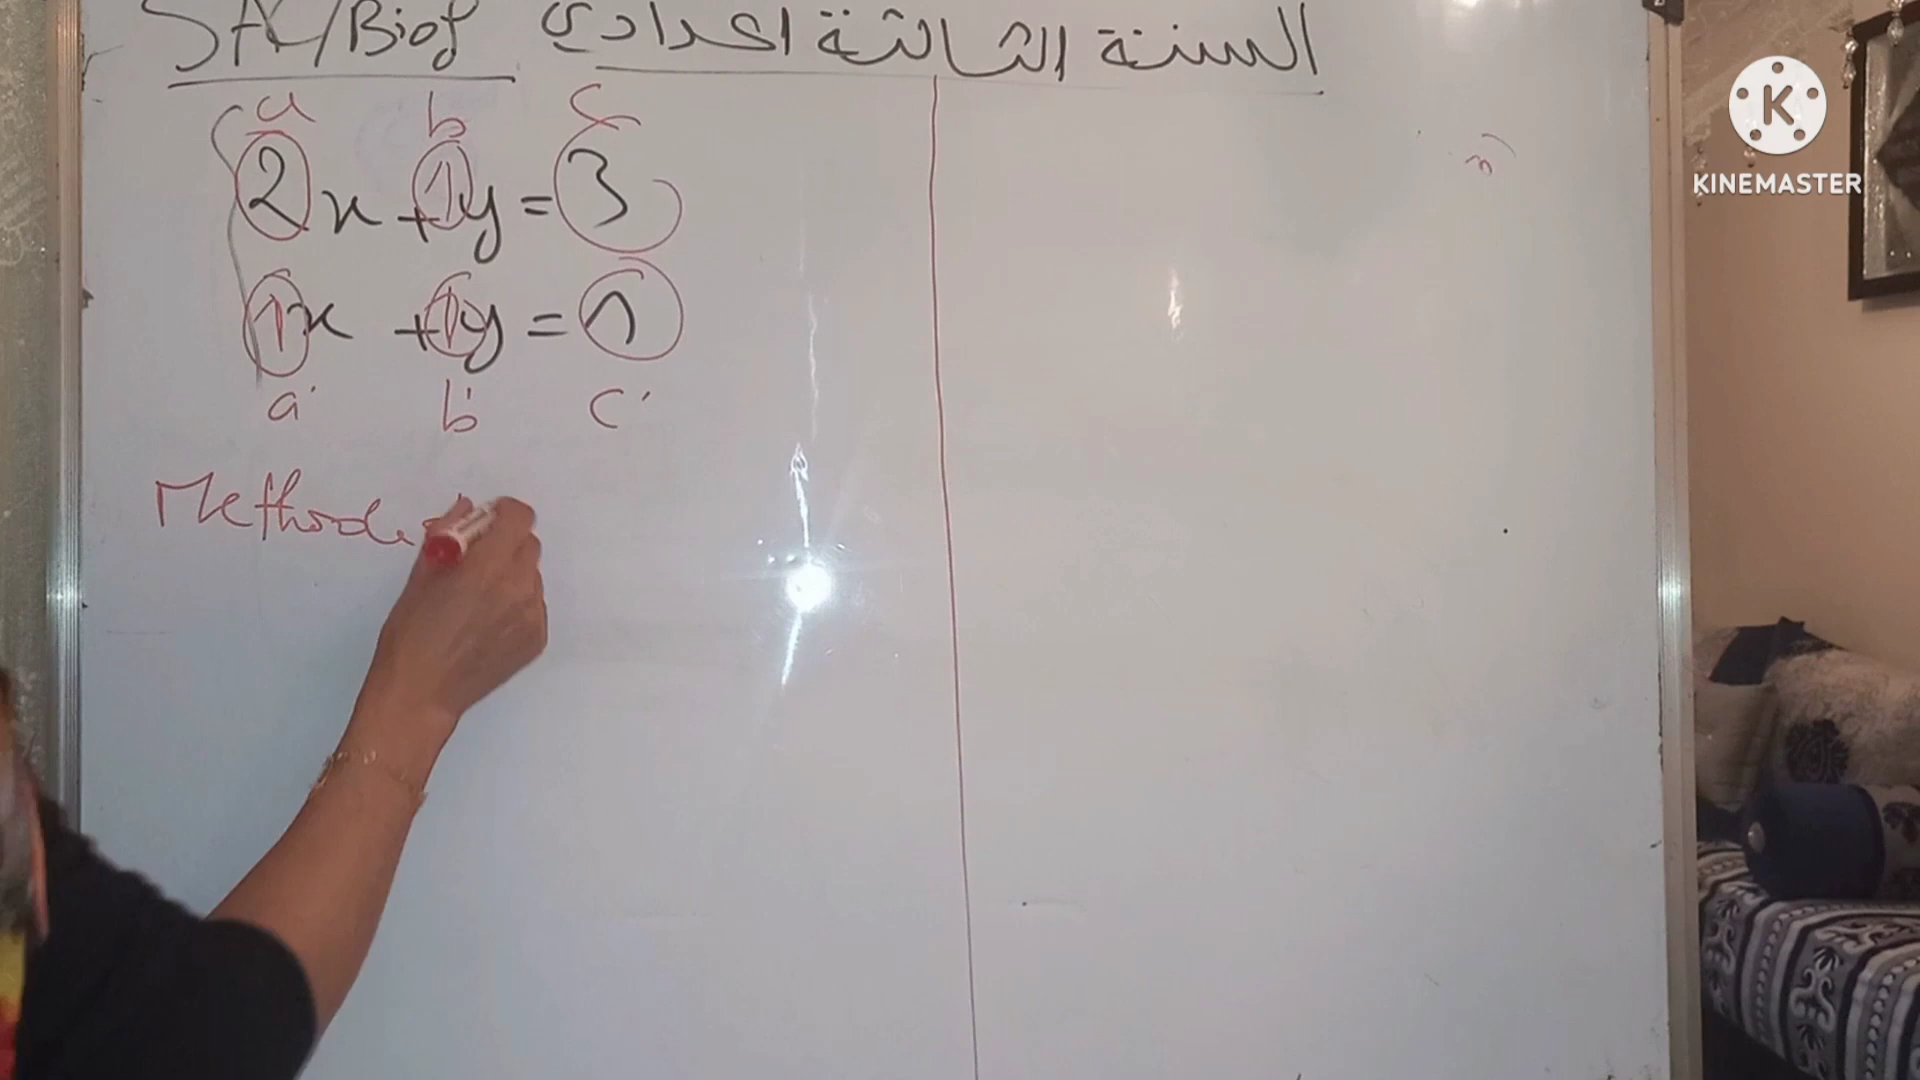 3AC/Biof السنة الثالثة اعدادي
a b c
2x + 1y = 3
1x + 1y = 1
a' b' c'
Methode
K
KINEMASTER